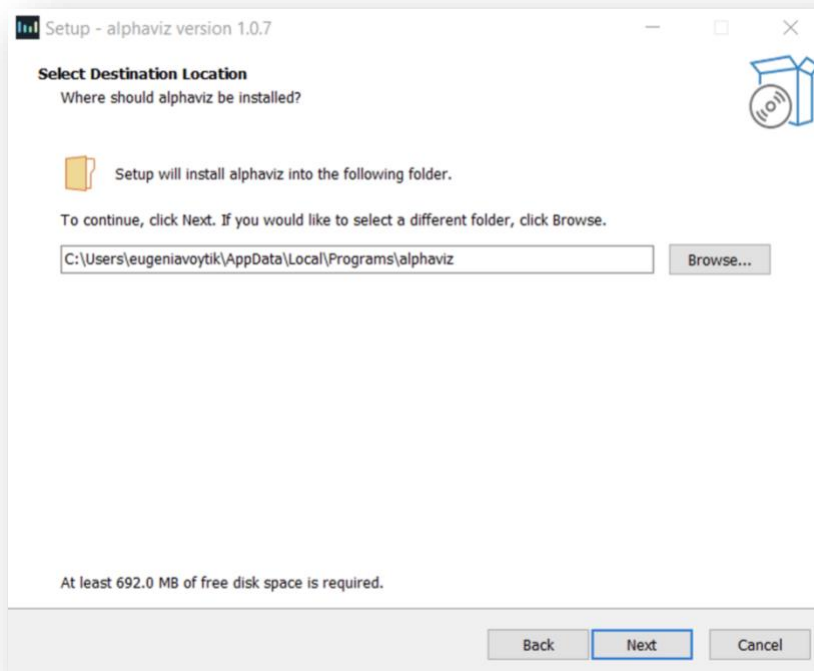 Setup - alphaviz version 1.0.7
Select Destination Location
Where should alphaviz be installed?
Setup will install alphaviz into the following folder.
To continue, click Next. If you would like to select a different folder, click Browse.
C:\Users\eugeniavoytik\AppData\Local\Programs\alphaviz
Browse...
At least 692.0 MB of free disk space is required.
Back
Next
Cancel